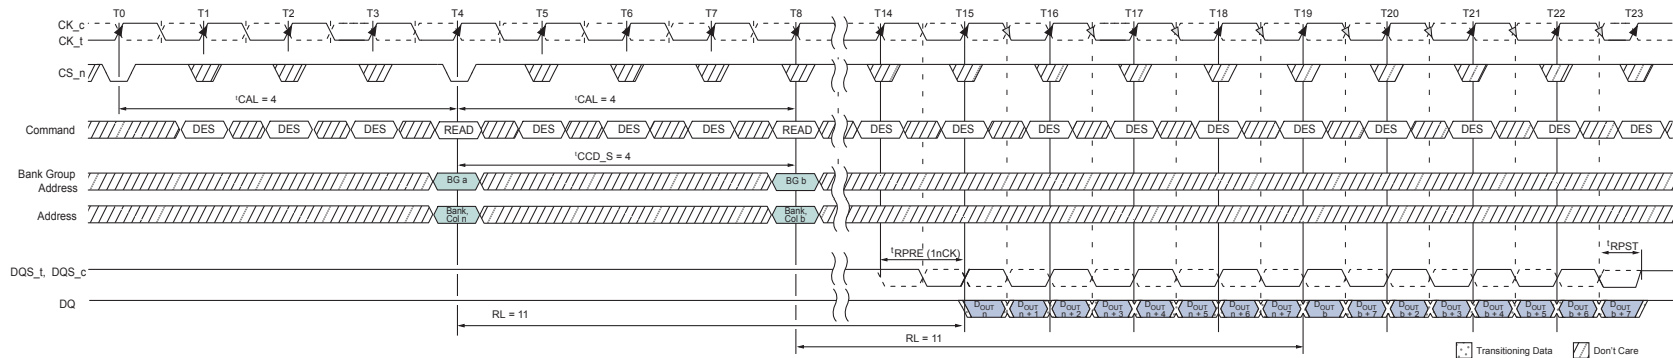 T0 T1 T2 T3 T4 T5 T6 T7 T8 T14 T15 T16 T17 T18 T19 T20 T21 T22 T23
CK_c
CK_t
CS_n
tCAL = 4 tCAL = 4
Command DES DES DES READ DES DES DES READ DES DES DES DES DES DES DES DES DES DES
tCCD_S = 4
Bank Group
Address
BG a BG b
Address
Bank,
Col n
Bank,
Col b
tRPRE (1nCK) tRPST
DQS_t, DQS_c
DQ
DOUT
n
DOUT
n + 1
DOUT
n + 2
DOUT
n + 3
DOUT
n + 4
DOUT
n + 5
DOUT
n + 6
DOUT
n + 7
DOUT
b
DOUT
b + 7
DOUT
b + 2
DOUT
b + 3
DOUT
b + 4
DOUT
b + 5
DOUT
b + 6
DOUT
b + 7
RL = 11
RL = 11
Transitioning Data Don't Care